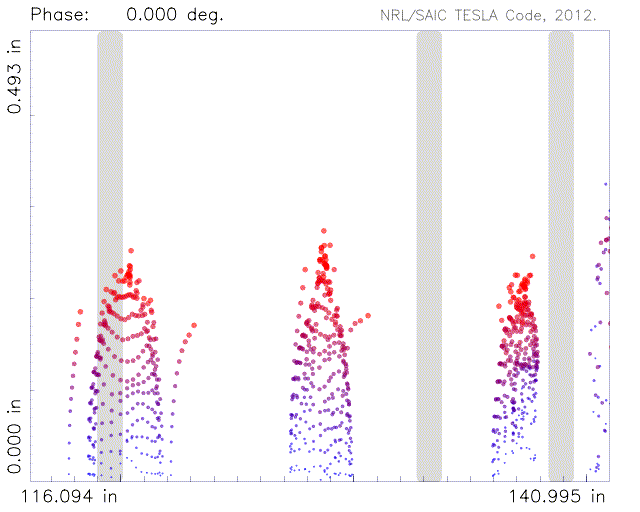 Phase: 0.000 deg.
NRL/SAIC TESLA Code, 2012.
0.493 in
0.000 in
116.094 in
140.995 in